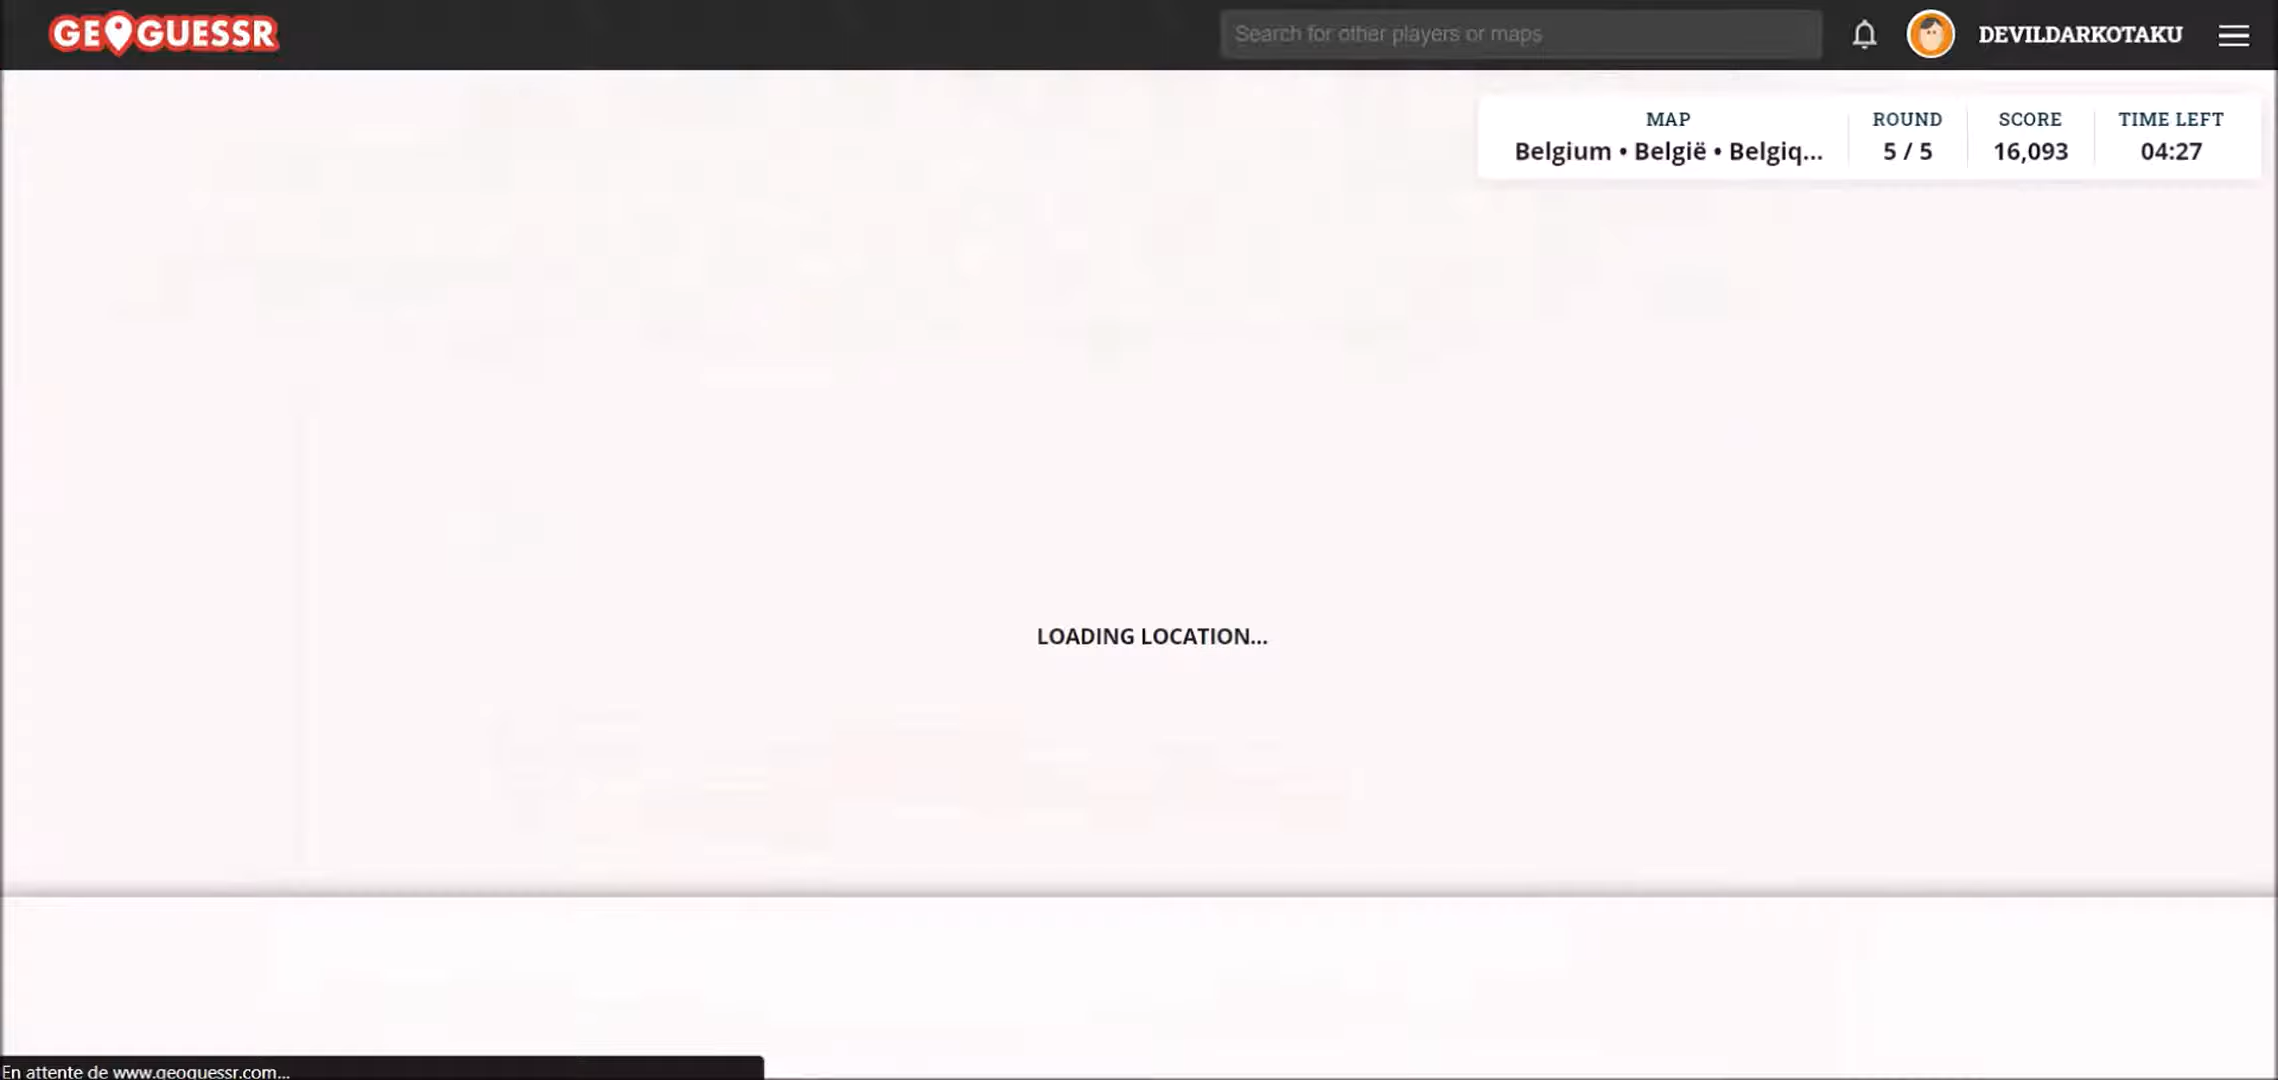 GEOGUESSR
Search for other players or maps
DEVILDARKOTAKU
MAP
Belgium • België • Belgiq...
ROUND
5 / 5
SCORE
16,093
TIME LEFT
04:27
LOADING LOCATION...
En attente de www.geoguessr.com...